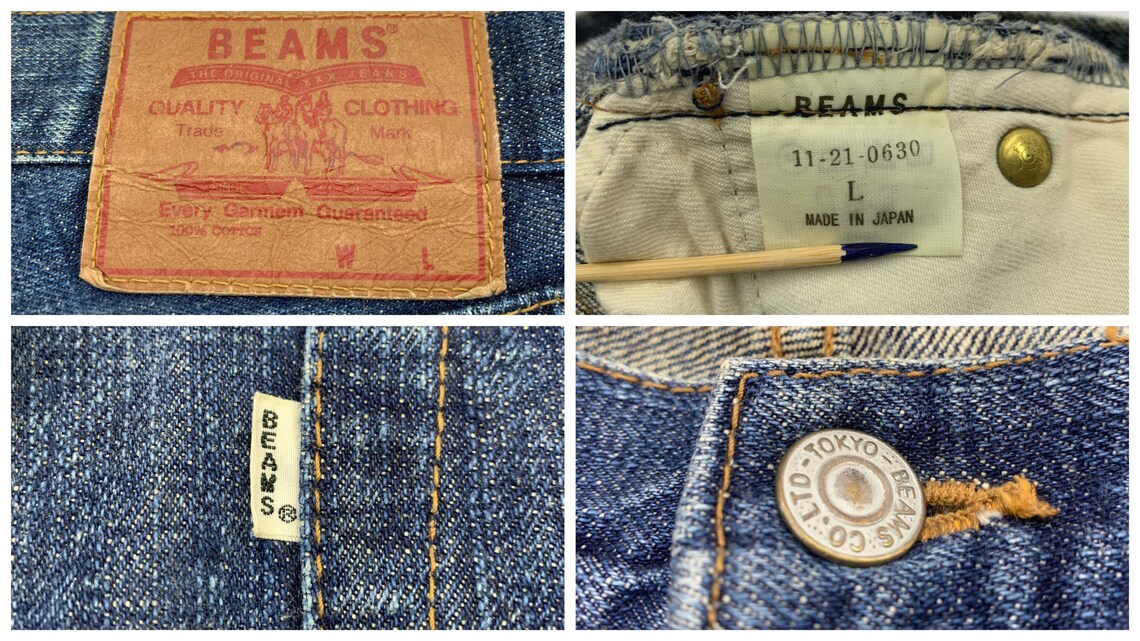 BEAMS®
THE ORIGINAL XXX JEANS
QUALITY CLOTHING
Trade Mark
Every Garment Guaranteed
100% COTTON
W L
BEAMS
11-21-0630
L
MADE IN JAPAN
BEAMS®
-TOKYO- BEAMS CO. LTD